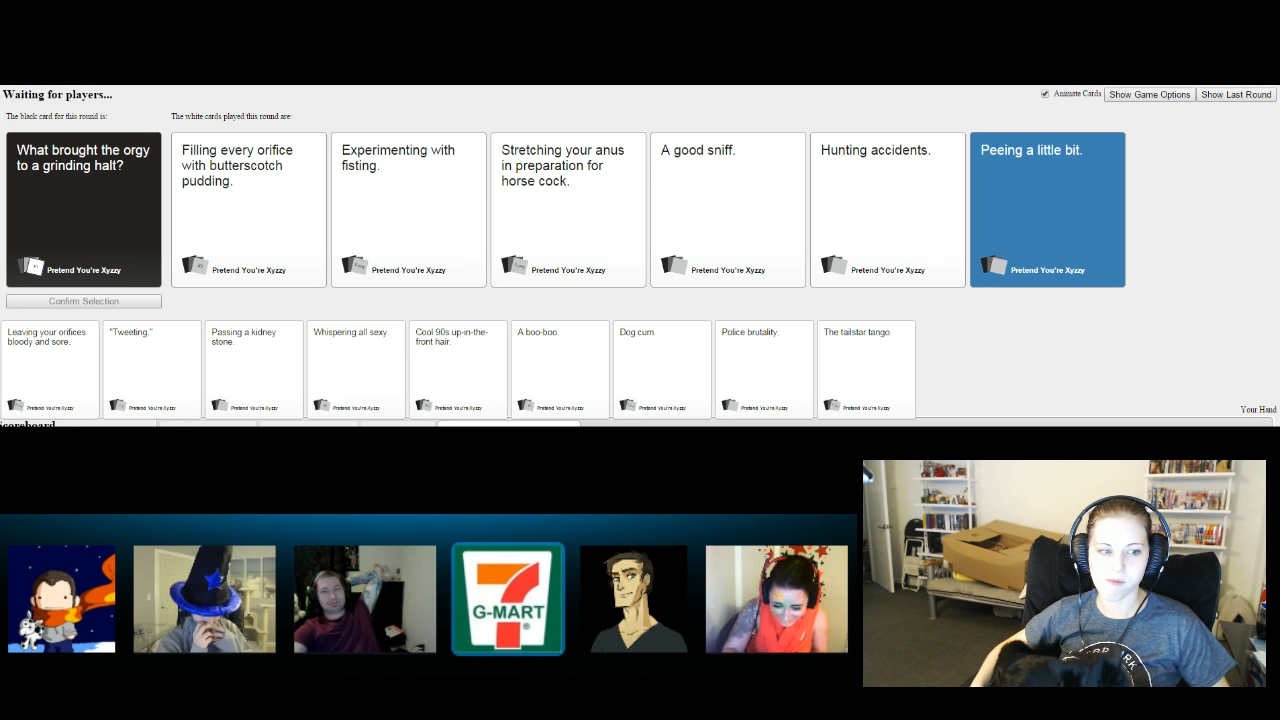 Waiting for players...
Animate Cards
Show Game Options
Show Last Round
The black card for this round is:
The white cards played this round are:
What brought the orgy
to a grinding halt?
Pretend You're Xyzzy
Filling every orifice
with butterscotch
pudding.
Pretend You're Xyzzy
Experimenting with
fisting.
Pretend You're Xyzzy
Stretching your anus
in preparation for
horse cock.
Pretend You're Xyzzy
A good sniff.
Pretend You're Xyzzy
Hunting accidents.
Pretend You're Xyzzy
Peeing a little bit.
Pretend You're Xyzzy
Confirm Selection
Leaving your orifices
bloody and sore.
Pretend You're Xyzzy
"Tweeting."
Pretend You're Xyzzy
Passing a kidney
stone.
Pretend You're Xyzzy
Whispering all sexy.
Pretend You're Xyzzy
Cool 90s up-in-the-
front hair.
Pretend You're Xyzzy
A boo-boo.
Pretend You're Xyzzy
Dog cum.
Pretend You're Xyzzy
Police brutality.
Pretend You're Xyzzy
The tailstar tango.
Pretend You're Xyzzy
Your Hand
Scoreboard
7
G-MART
®